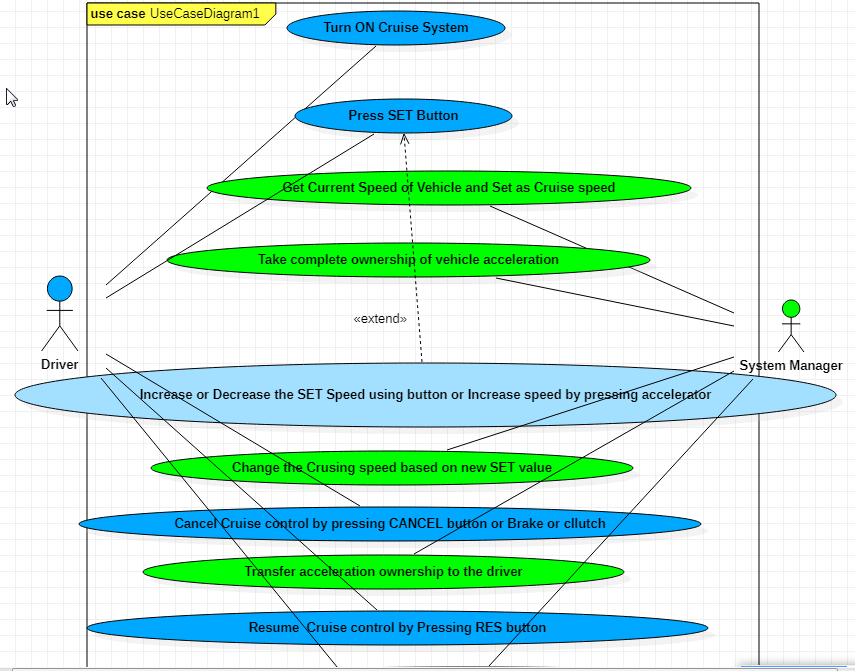 use case UseCaseDiagram1
Turn ON Cruise System
Press SET Button
Get Current Speed of Vehicle and Set as Cruise speed
Take complete ownership of vehicle acceleration
«extend»
Driver
System Manager
Increase or Decrease the SET Speed using button or Increase speed by pressing accelerator
Change the Crusing speed based on new SET value
Cancel Cruise control by pressing CANCEL button or Brake or cllutch
Transfer acceleration ownership to the driver
Resume Cruise control by Pressing RES button